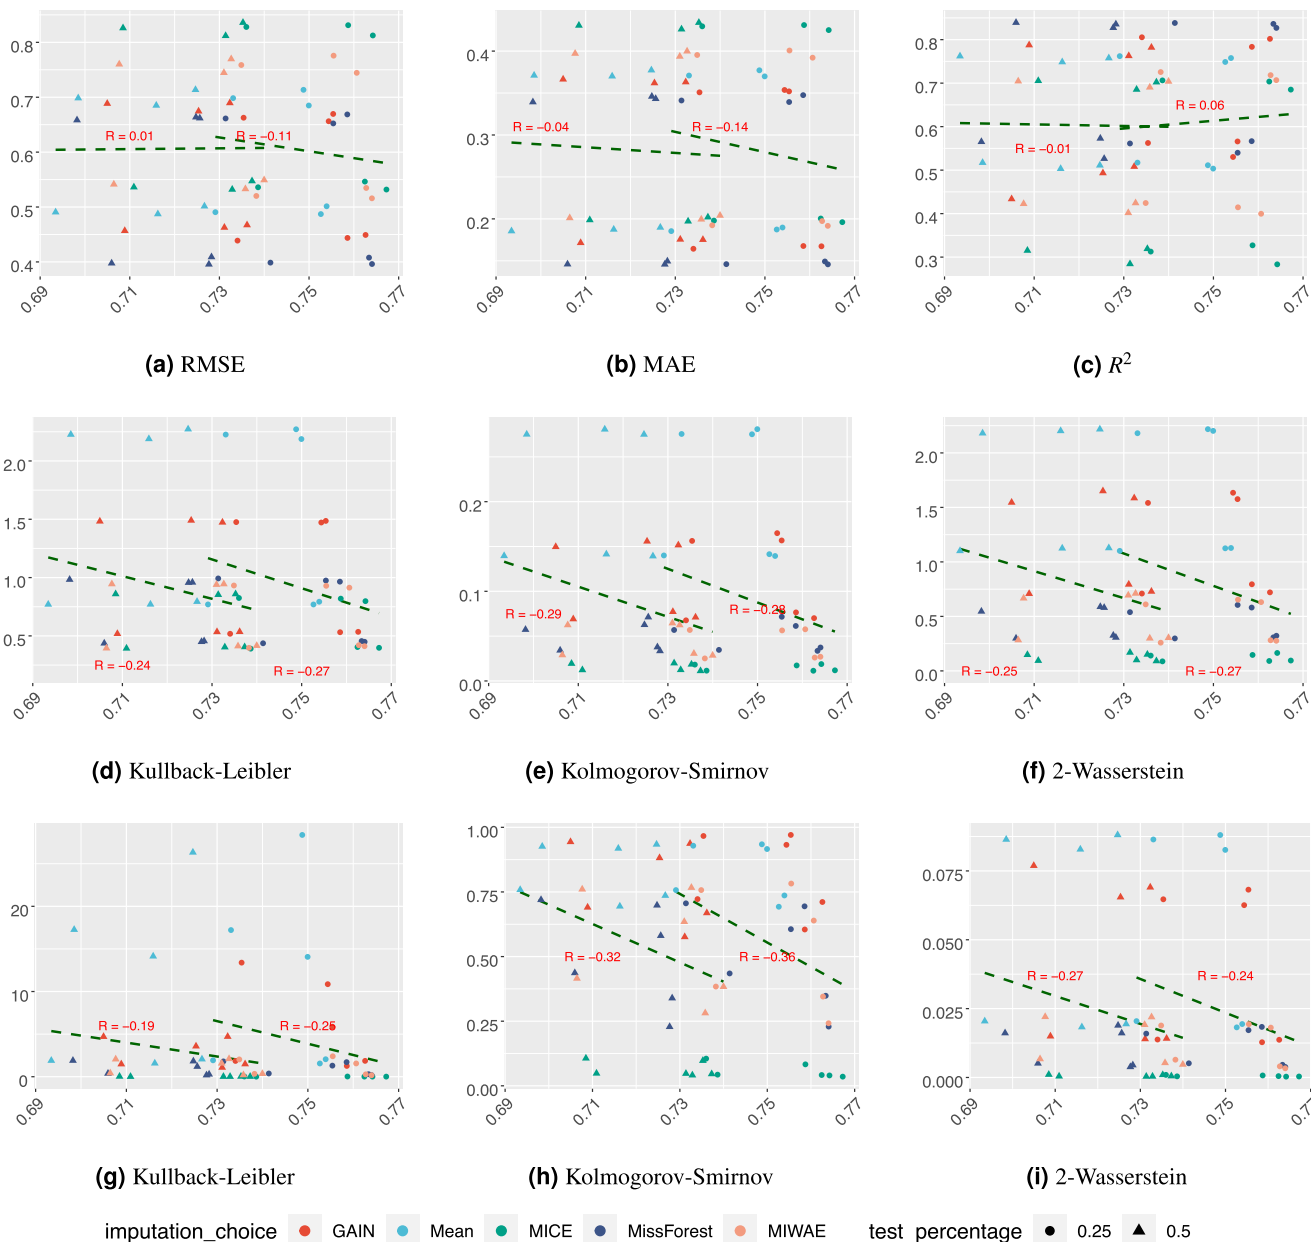 0.8
0.7
0.6
0.5
0.4
R = 0.01
R = −0.11
0.69
0.71
0.73
0.75
0.77
(a) RMSE
0.4
0.3
0.2
R = −0.04
R = −0.14
0.69
0.71
0.73
0.75
0.77
(b) MAE
0.8
0.7
0.6
0.5
0.4
0.3
R = 0.06
R = −0.01
0.69
0.71
0.73
0.75
0.77
(c) R²
2.0
1.5
1.0
0.5
R = −0.24
R = −0.27
0.69
0.71
0.73
0.75
0.77
(d) Kullback-Leibler
0.2
0.1
0.0
R = −0.29
R = −0.28
0.69
0.71
0.73
0.75
0.77
(e) Kolmogorov-Smirnov
2.0
1.5
1.0
0.5
0.0
R = −0.25
R = −0.27
0.69
0.71
0.73
0.75
0.77
(f) 2-Wasserstein
20
10
0
R = −0.19
R = −0.25
0.69
0.71
0.73
0.75
0.77
(g) Kullback-Leibler
1.00
0.75
0.50
0.25
0.00
R = −0.32
R = −0.36
0.69
0.71
0.73
0.75
0.77
(h) Kolmogorov-Smirnov
0.075
0.050
0.025
0.000
R = −0.27
R = −0.24
0.69
0.71
0.73
0.75
(i) 2-Wasserstein
imputation_choice GAIN Mean MICE MissForest MIWAE test_percentage 0.25 0.5